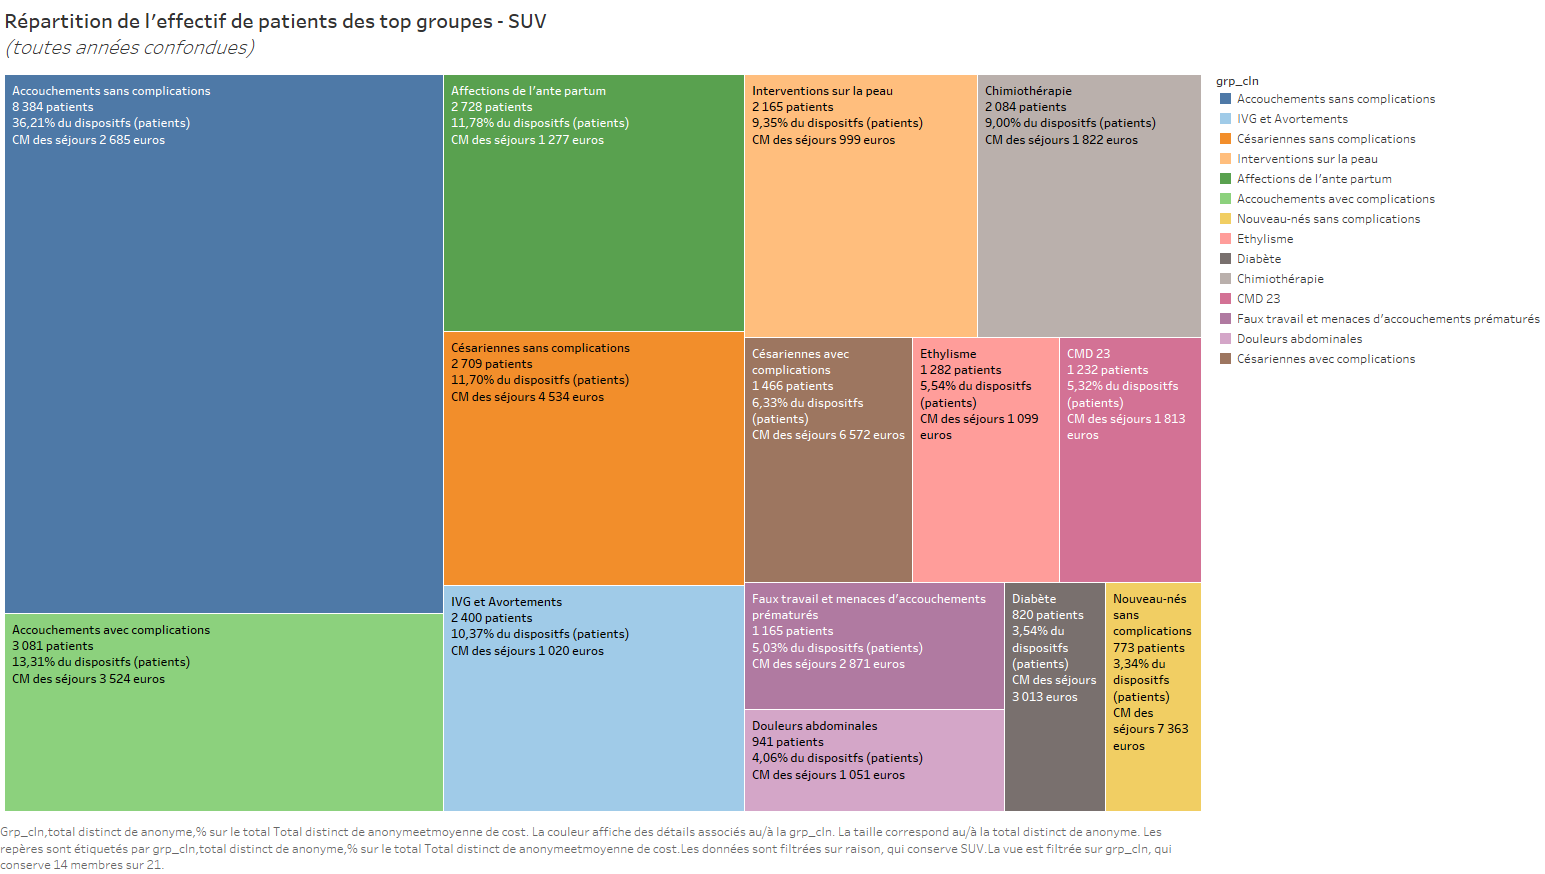 Répartition de l'effectif de patients des top groupes - SUV
(toutes années confondues)
Accouchements sans complications
8 384 patients
36,21% du dispositfs (patients)
CM des séjours 2 685 euros
Accouchements avec complications
3 081 patients
13,31% du dispositfs (patients)
CM des séjours 3 524 euros
Affections de l'ante partum
2 728 patients
11,78% du dispositfs (patients)
CM des séjours 1 277 euros
Césariennes sans complications
2 709 patients
11,70% du dispositfs (patients)
CM des séjours 4 534 euros
IVG et Avortements
2 400 patients
10,37% du dispositfs (patients)
CM des séjours 1 020 euros
Interventions sur la peau
2 165 patients
9,35% du dispositfs (patients)
CM des séjours 999 euros
Chimiothérapie
2 084 patients
9,00% du dispositfs (patients)
CM des séjours 1 822 euros
Césariennes avec
complications
1 466 patients
6,33% du dispositfs
(patients)
CM des séjours 6 572 euros
Ethylisme
1 282 patients
5,54% du dispositfs
(patients)
CM des séjours 1 099
euros
CMD 23
1 232 patients
5,32% du dispositfs
(patients)
CM des séjours 1 813
euros
Faux travail et menaces d'accouchements
prématurés
1 165 patients
5,03% du dispositfs (patients)
CM des séjours 2 871 euros
Douleurs abdominales
941 patients
4,06% du dispositfs (patients)
CM des séjours 1 051 euros
Diabète
820 patients
3,54% du
dispositfs
(patients)
CM des séjours
3 013 euros
Nouveau-nés
sans
complications
773 patients
3,34% du
dispositfs
(patients)
CM des
séjours 7 363
euros
grp_cln
Accouchements sans complications
IVG et Avortements
Césariennes sans complications
Interventions sur la peau
Affections de l'ante partum
Accouchements avec complications
Nouveau-nés sans complications
Ethylisme
Diabète
Chimiothérapie
CMD 23
Faux travail et menaces d'accouchements prématurés
Douleurs abdominales
Césariennes avec complications
Grp_cln,total distinct de anonyme,% sur le total Total distinct de anonymeetmoyenne de cost. La couleur affiche des détails associés au/à la grp_cln. La taille correspond au/à la total distinct de anonyme. Les
repères sont étiquetés par grp_cln,total distinct de anonyme,% sur le total Total distinct de anonymeetmoyenne de cost.Les données sont filtrées sur raison, qui conserve SUV.La vue est filtrée sur grp_cln, qui
conserve 14 membres sur 21.